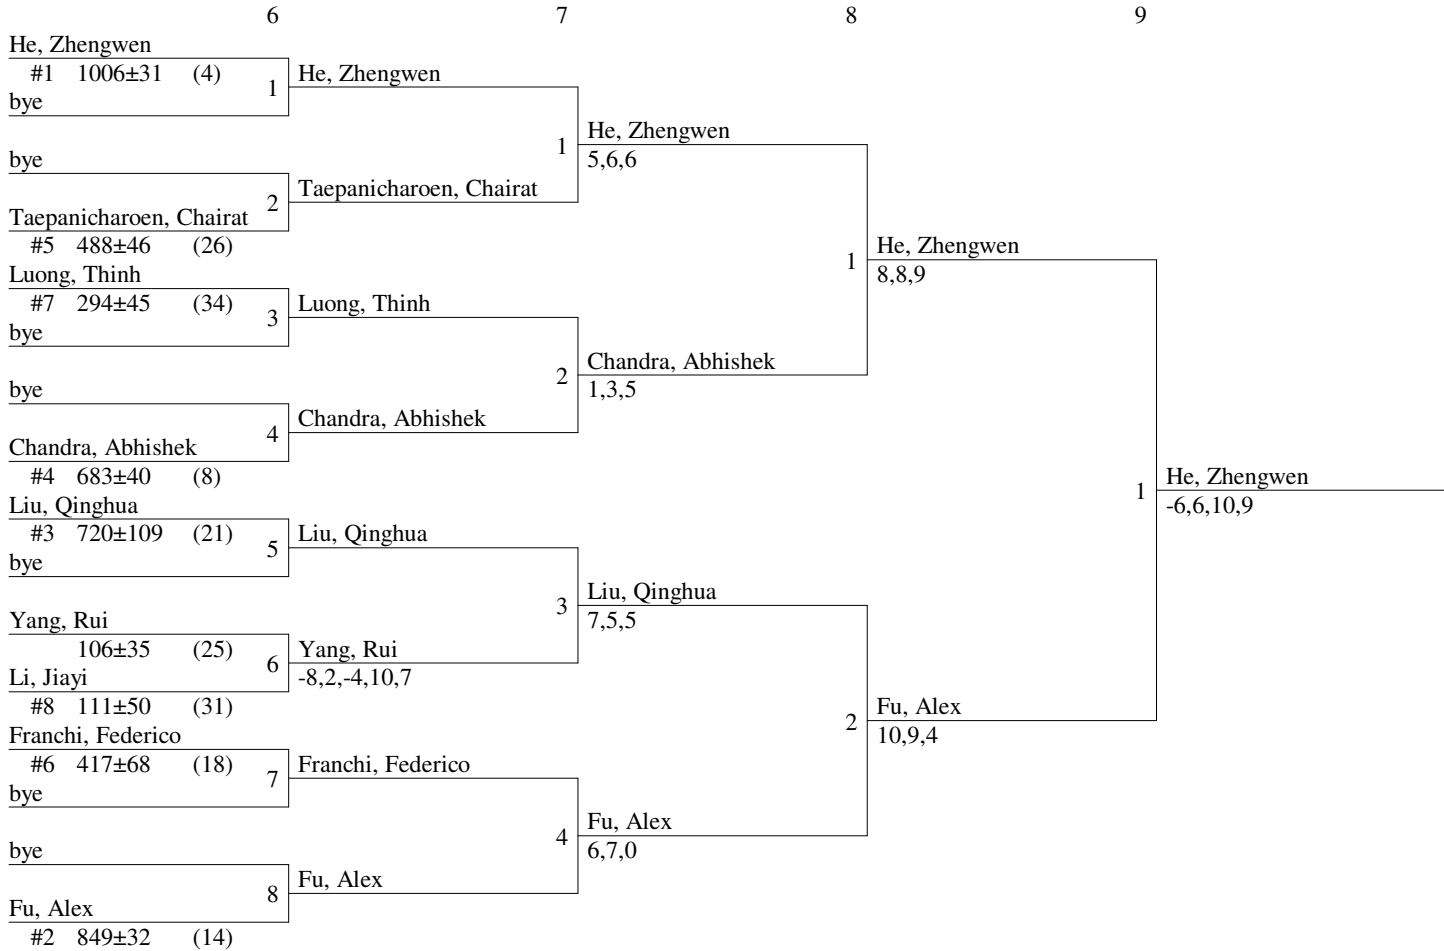 6 7 8 9
He, Zhengwen
#1 1006±31 (4)
bye
1
He, Zhengwen
bye
Taepanicharoen, Chairat
#5 488±46 (26)
2
Taepanicharoen, Chairat
1
He, Zhengwen
5,6,6
Luong, Thinh
#7 294±45 (34)
bye
3
Luong, Thinh
bye
Chandra, Abhishek
#4 683±40 (8)
4
Chandra, Abhishek
2
Chandra, Abhishek
1,3,5
1
He, Zhengwen
8,8,9
Liu, Qinghua
#3 720±109 (21)
bye
5
Liu, Qinghua
Yang, Rui
106±35 (25)
Li, Jiayi
#8 111±50 (31)
6
Yang, Rui
-8,2,-4,10,7
3
Liu, Qinghua
7,5,5
Franchi, Federico
#6 417±68 (18)
bye
7
Franchi, Federico
bye
Fu, Alex
#2 849±32 (14)
8
Fu, Alex
4
Fu, Alex
6,7,0
2
Fu, Alex
10,9,4
1
He, Zhengwen
-6,6,10,9